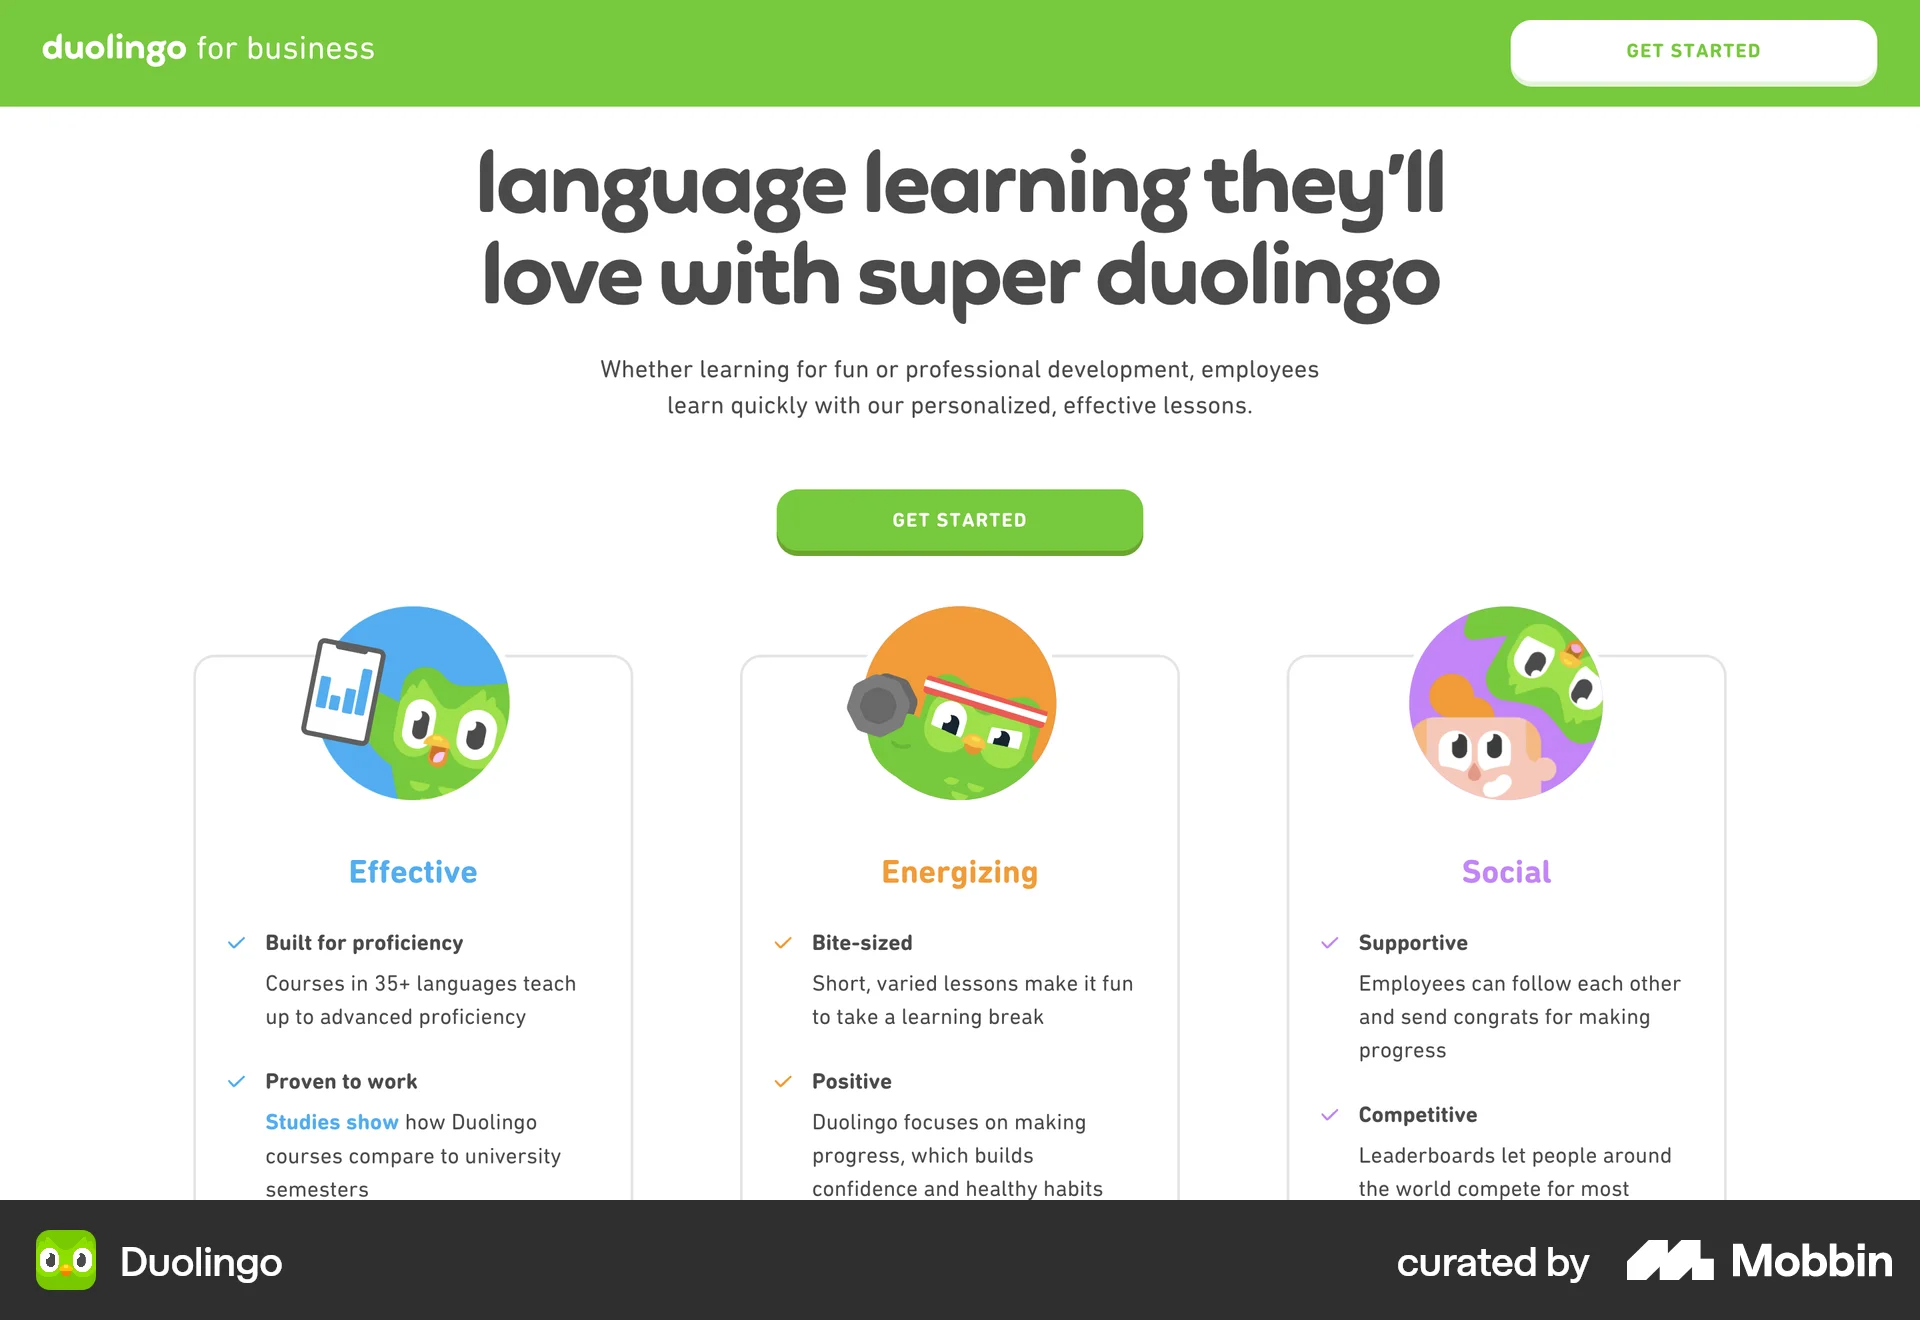 duolingo for business
GET STARTED
language learning they'll
love with super duolingo
Whether learning for fun or professional development, employees
learn quickly with our personalized, effective lessons.
GET STARTED
Effective
Built for proficiency
Courses in 35+ languages teach
up to advanced proficiency
Proven to work
Studies show how Duolingo
courses compare to university
semesters
Energizing
Bite-sized
Short, varied lessons make it fun
to take a learning break
Positive
Duolingo focuses on making
progress, which builds
confidence and healthy habits
Social
Supportive
Employees can follow each other
and send congrats for making
progress
Competitive
Leaderboards let people around
the world compete for most
Duolingo
curated by Mobbin